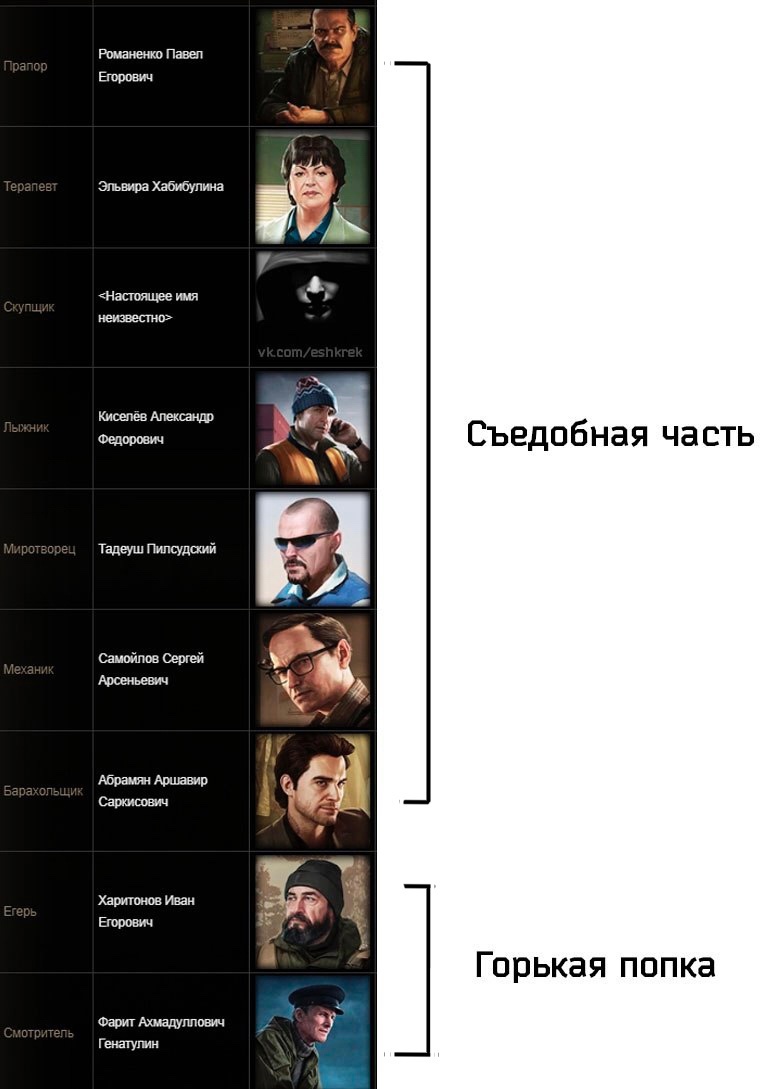 Прапор
Романенко Павел
Егорович
Терапевт
Эльвира Хабибулина
Скупщик
<Настоящее имя
неизвестно>
vk.com/eshkrek
Лыжник
Киселёв Александр
Федорович
Съедобная часть
Миротворец
Тадеуш Пилсудский
Механик
Самойлов Сергей
Арсеньевич
Барахольщик
Абрамян Аршавир
Саркисович
Егерь
Харитонов Иван
Егорович
Горькая попка
Смотритель
Фарит Ахмадуллович
Генатулин